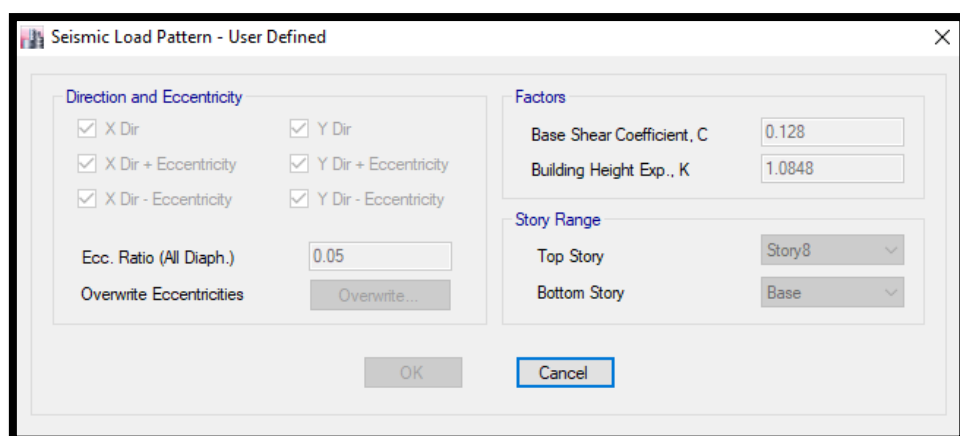 Seismic Load Pattern - User Defined
Direction and Eccentricity
X Dir
Y Dir
X Dir + Eccentricity
Y Dir + Eccentricity
X Dir - Eccentricity
Y Dir - Eccentricity
Ecc. Ratio (All Diaph.)
0.05
Overwrite Eccentricities
Overwrite...
Factors
Base Shear Coefficient, C
0.128
Building Height Exp., K
1.0848
Story Range
Top Story
Story8
Bottom Story
Base
OK
Cancel